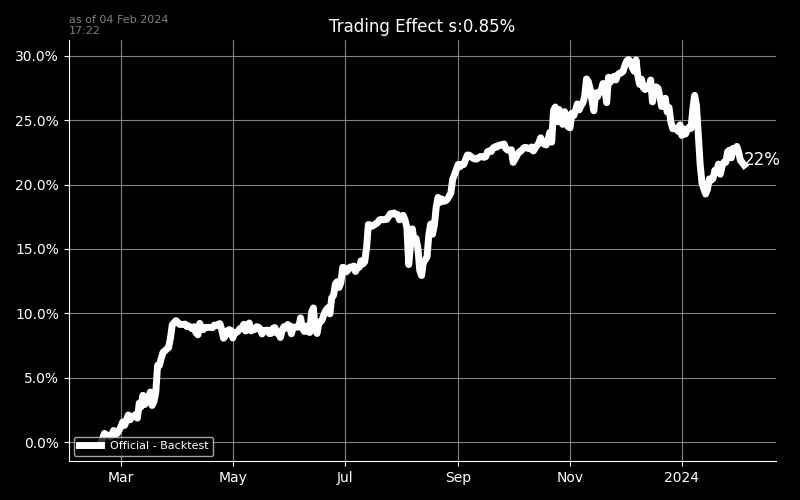 as of 04 Feb 2024
17:22
Trading Effect s:0.85%
30.0%
25.0%
20.0%
15.0%
10.0%
5.0%
0.0%
22%
Official - Backtest
Mar May Jul Sep Nov 2024